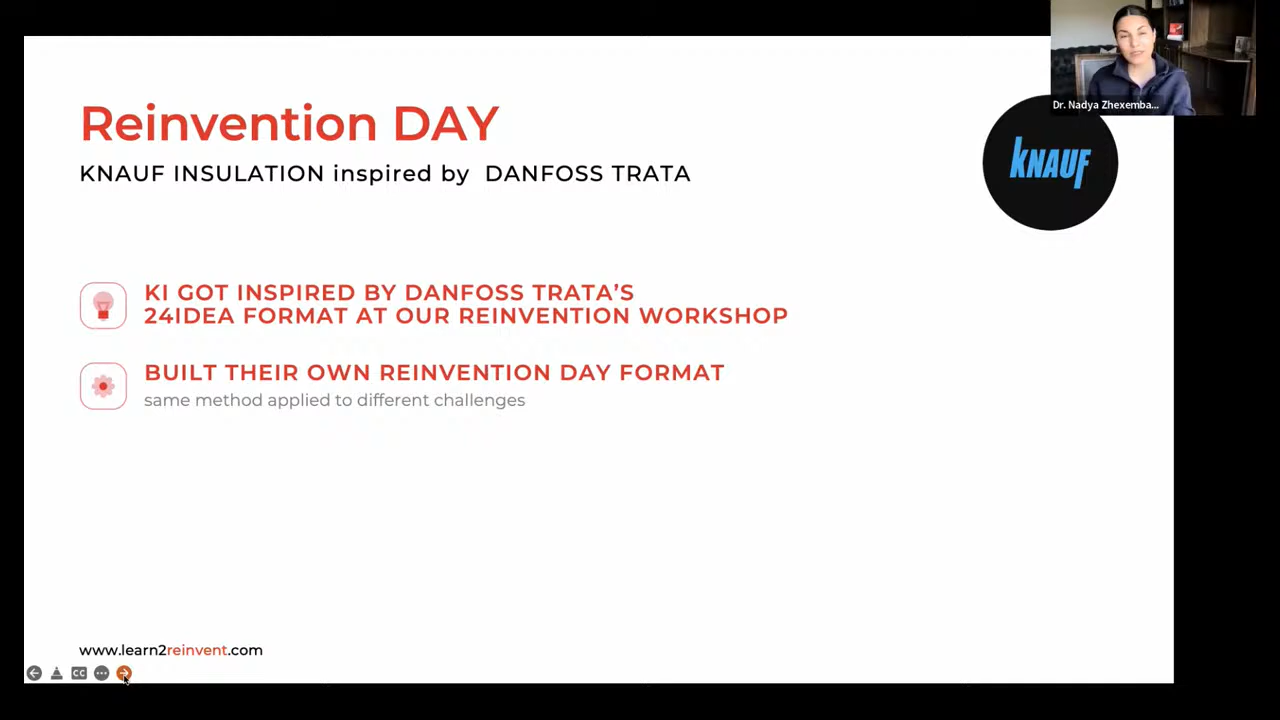 Dr. Nadya Zhexemba...
Reinvention DAY
KNAUF INSULATION inspired by DANFOSS TRATA
KNAUF
KI GOT INSPIRED BY DANFOSS TRATA’S
24IDEA FORMAT AT OUR REINVENTION WORKSHOP
BUILT THEIR OWN REINVENTION DAY FORMAT
same method applied to different challenges
www.learn2reinvent.com
CC